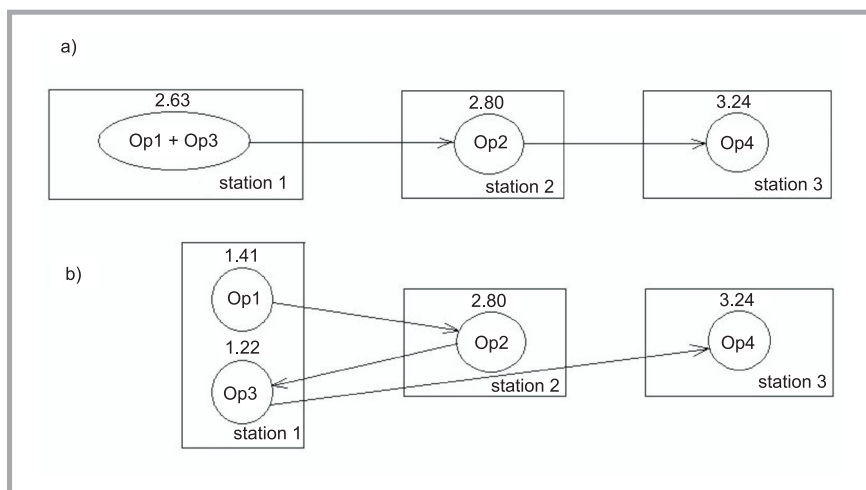 a)
2.63
Op1 + Op3
station 1
2.80
Op2
station 2
3.24
Op4
station 3
b)
1.41
Op1
1.22
Op3
station 1
2.80
Op2
station 2
3.24
Op4
station 3